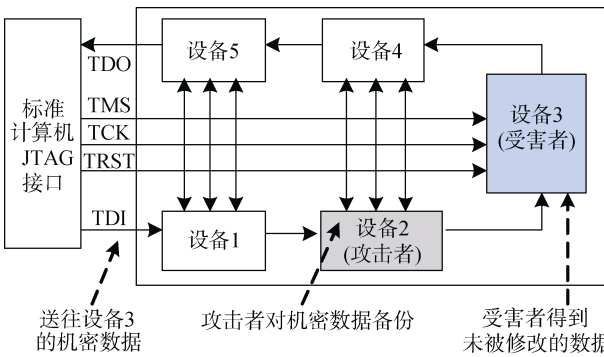 设备5
设备4
TDO
标准
计算机
JTAG
接口
TMS
TCK
TRST
设备3
(受害者)
TDI
设备1
设备2
(攻击者)
送往设备3
的机密数据
攻击者对机密数据备份
受害者得到
未被修改的数据